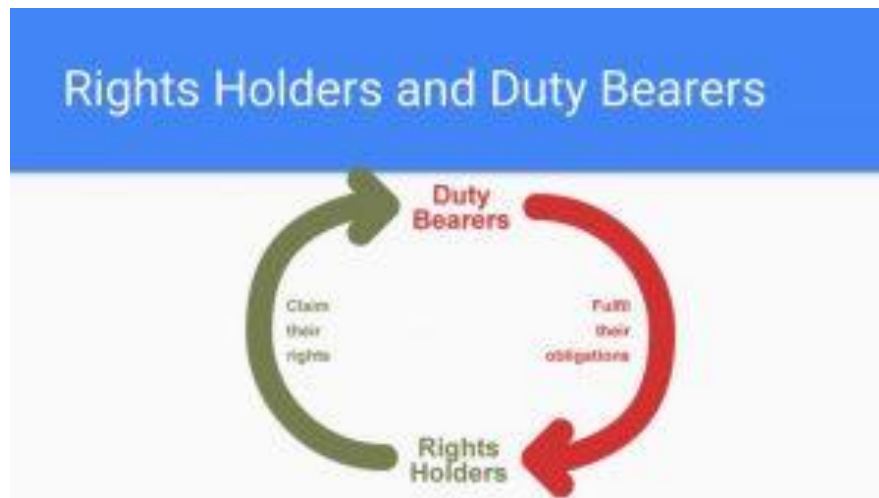 Rights Holders and Duty Bearers
Duty
Bearers
Claim
their
rights
Fulfil
their
obligations
Rights
Holders